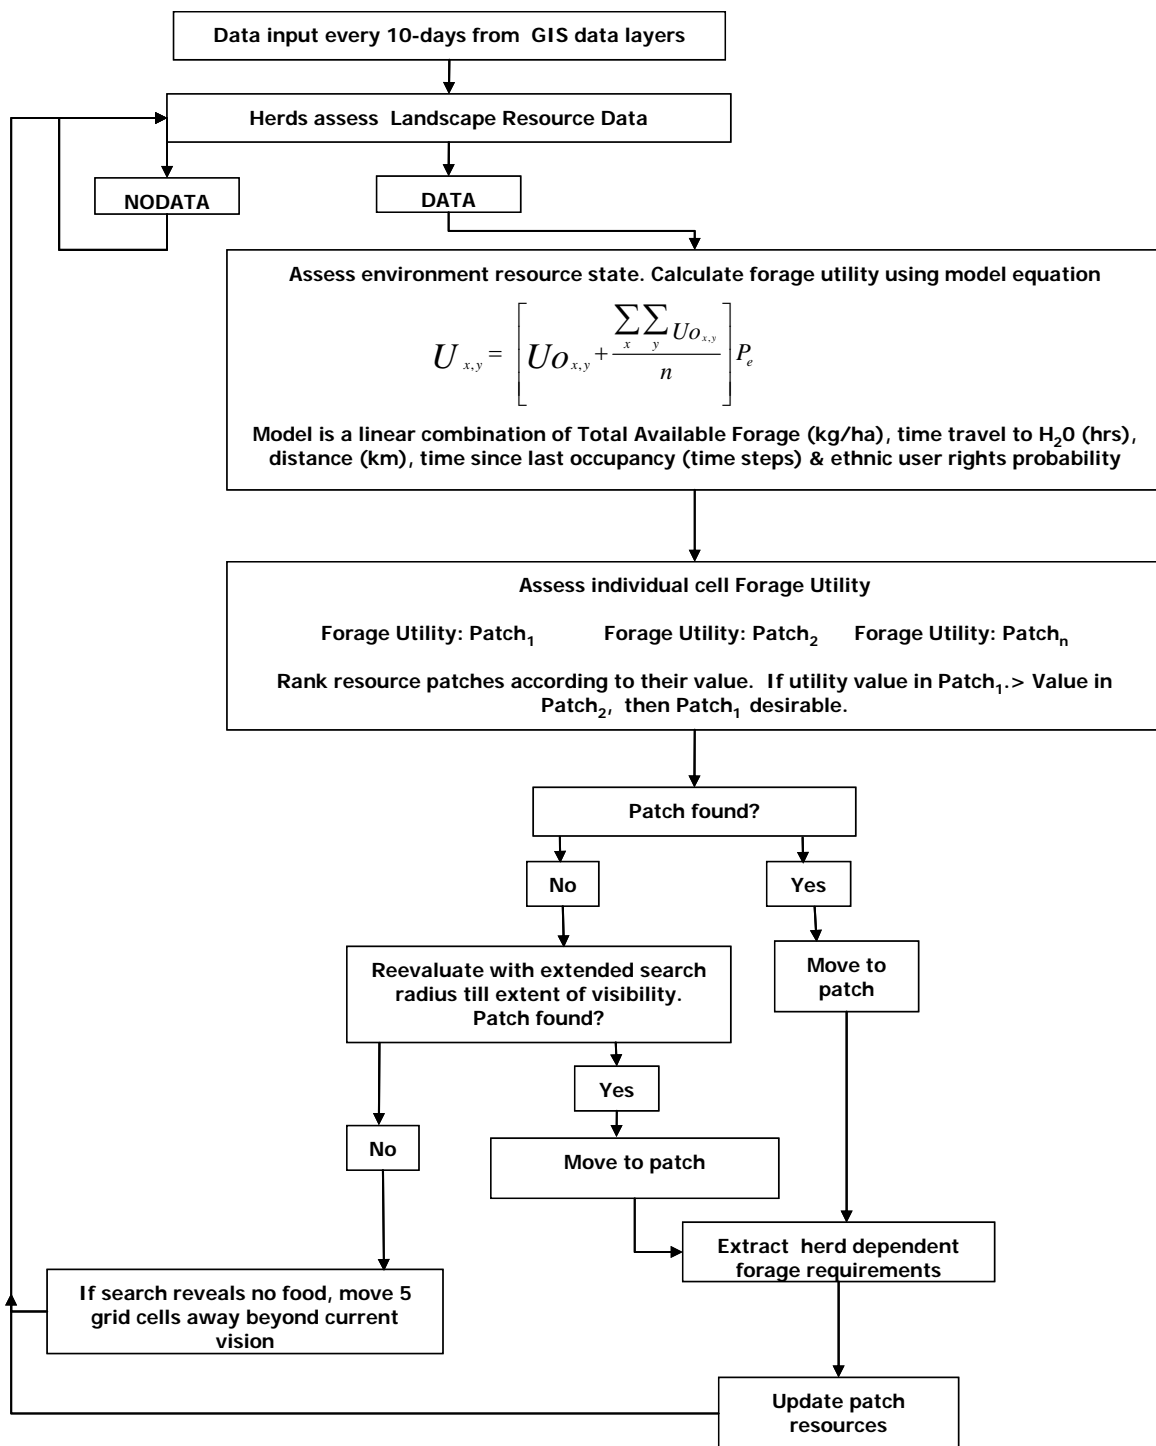 Data input every 10-days from GIS data layers
Herds assess Landscape Resource Data
NODATA
DATA
Assess environment resource state. Calculate forage utility using model equation
U x,y = [ Uo x,y + ∑x ∑y Uo x,y / n ] Pe
Model is a linear combination of Total Available Forage (kg/ha), time travel to H₂0 (hrs),
distance (km), time since last occupancy (time steps) & ethnic user rights probability
Assess individual cell Forage Utility
Forage Utility: Patch₁ Forage Utility: Patch₂ Forage Utility: Patchₙ
Rank resource patches according to their value. If utility value in Patch₁.> Value in
Patch₂, then Patch₁ desirable.
Patch found?
No
Yes
Reevaluate with extended search
radius till extent of visibility.
Patch found?
Move to
patch
Yes
No
Move to patch
Extract herd dependent
forage requirements
If search reveals no food, move 5
grid cells away beyond current
vision
Update patch
resources